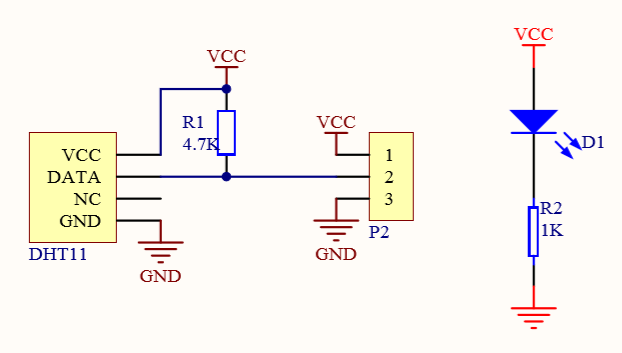 VCC
R1
4.7K
VCC
DATA
NC
GND
DHT11
GND
VCC
1
2
3
P2
GND
VCC
D1
R2
1K